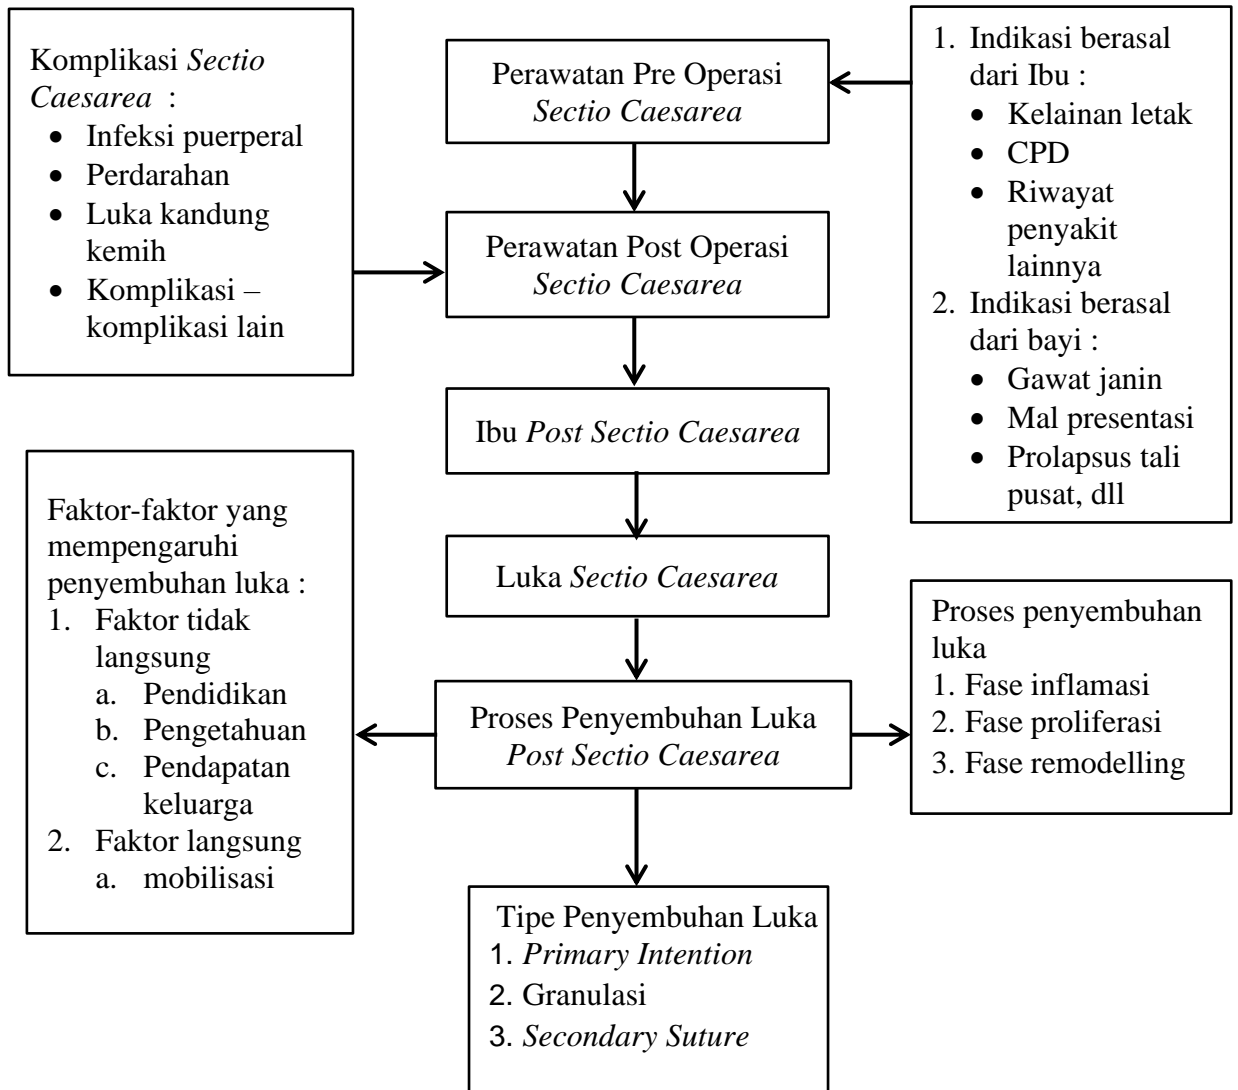 Komplikasi Sectio
Caesarea :
• Infeksi puerperal
• Perdarahan
• Luka kandung
kemih
• Komplikasi –
komplikasi lain
Perawatan Pre Operasi
Sectio Caesarea
1. Indikasi berasal
dari Ibu :
• Kelainan letak
• CPD
• Riwayat
penyakit
lainnya
2. Indikasi berasal
dari bayi :
• Gawat janin
• Mal presentasi
• Prolapsus tali
pusat, dll
Perawatan Post Operasi
Sectio Caesarea
Ibu Post Sectio Caesarea
Luka Sectio Caesarea
Faktor-faktor yang
mempengaruhi
penyembuhan luka :
1. Faktor tidak
langsung
a. Pendidikan
b. Pengetahuan
c. Pendapatan
keluarga
2. Faktor langsung
a. mobilisasi
Proses Penyembuhan Luka
Post Sectio Caesarea
Proses penyembuhan
luka
1. Fase inflamasi
2. Fase proliferasi
3. Fase remodelling
Tipe Penyembuhan Luka
1. Primary Intention
2. Granulasi
3. Secondary Suture